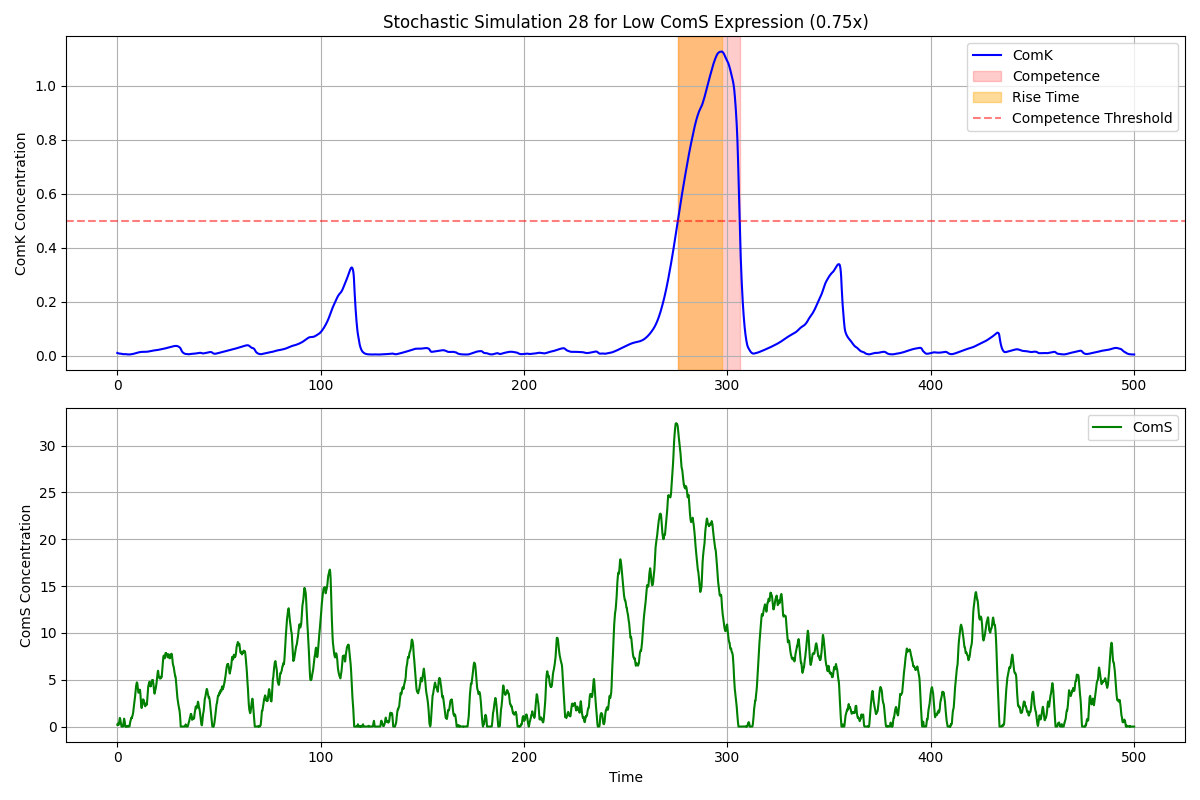 Stochastic Simulation 28 for Low ComS Expression (0.75x)
ComK Concentration
1.0
0.8
0.6
0.4
0.2
0.0
ComK
Competence
Rise Time
Competence Threshold
0 100 200 300 400 500
ComS Concentration
30
25
20
15
10
5
0
ComS
0 100 200 300 400 500
Time